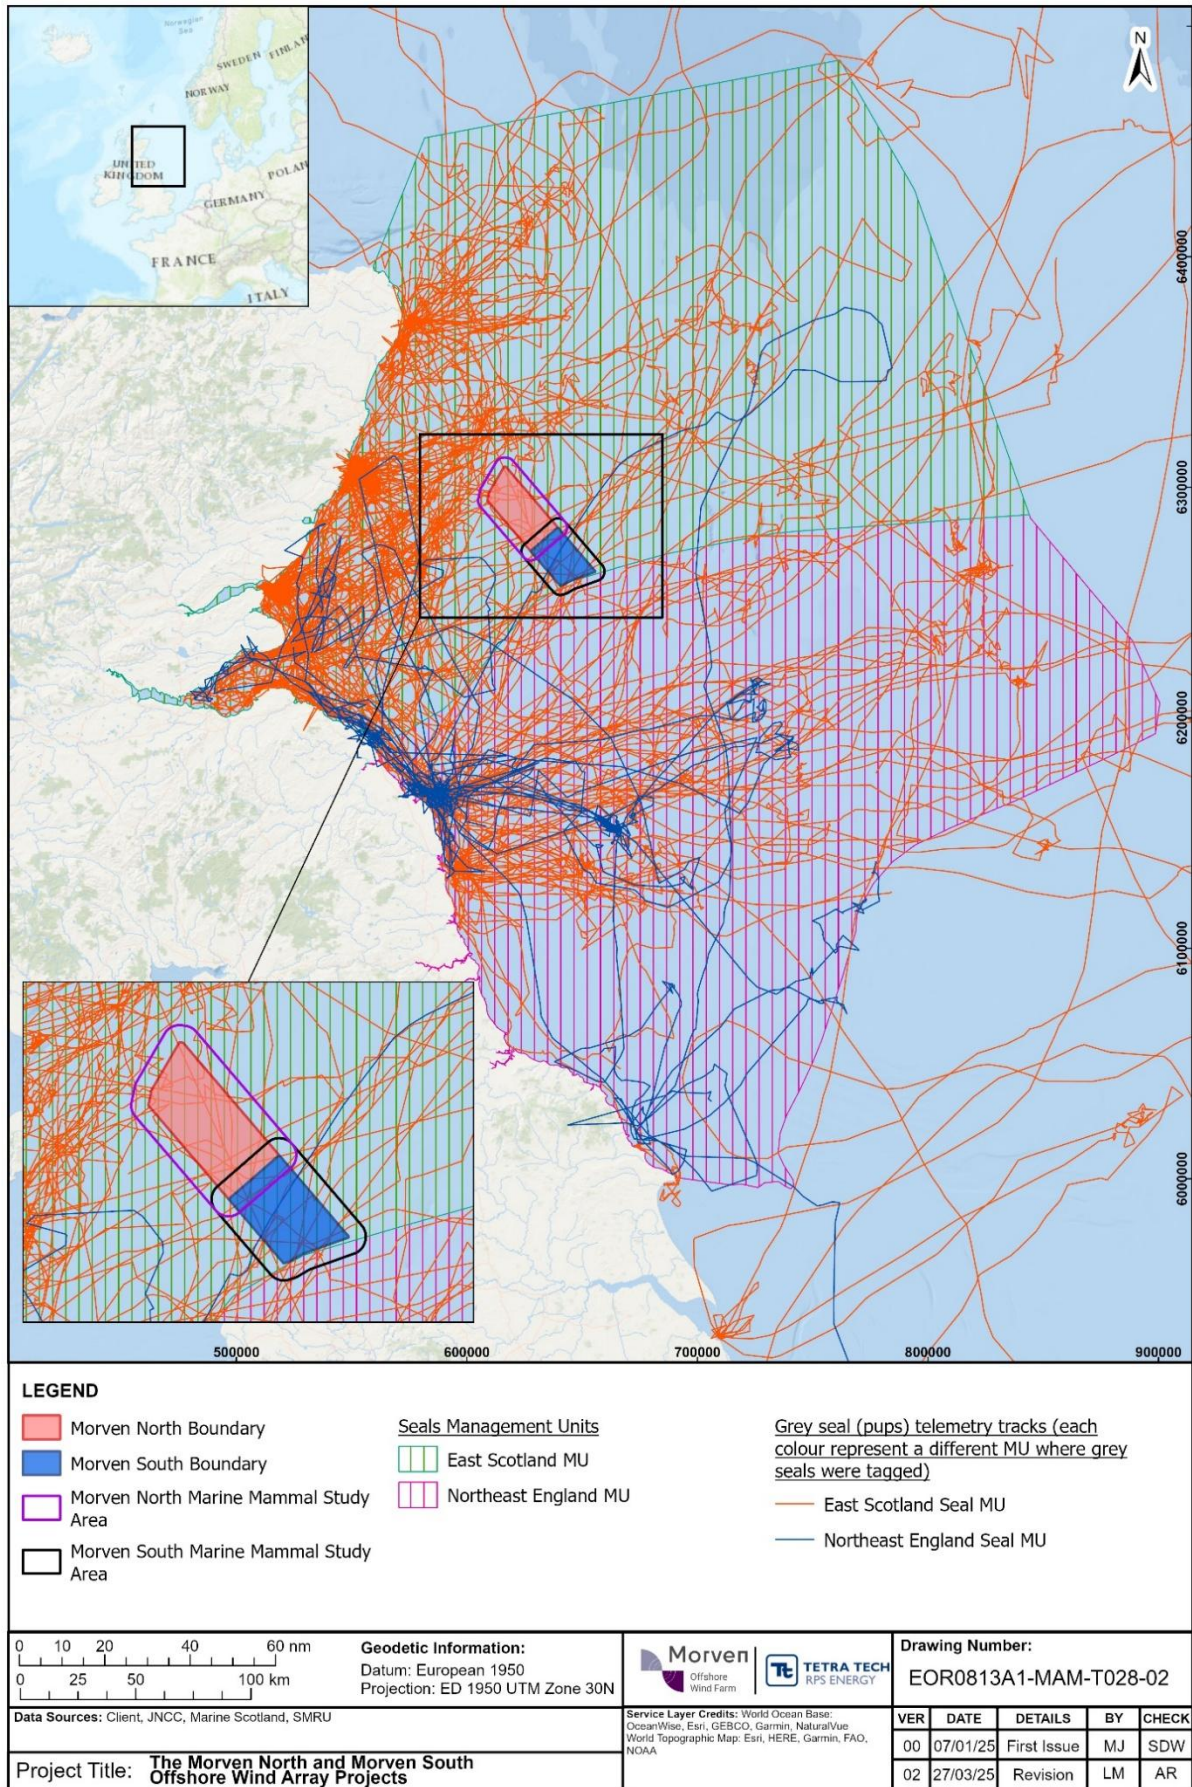 Norwegian
Sea
SWEDEN
FINLAN
NORWAY
UNITED
KINGDOM
POLAN
GERMANY
FRANCE
ITALY
N
6400000
6300000
6200000
6100000
6000000
500000
600000
700000
800000
900000
LEGEND
Morven North Boundary
Morven South Boundary
Morven North Marine Mammal Study
Area
Morven South Marine Mammal Study
Area
Seals Management Units
East Scotland MU
Northeast England MU
Grey seal (pups) telemetry tracks (each
colour represent a different MU where grey
seals were tagged)
East Scotland Seal MU
Northeast England Seal MU
0 10 20 40 60 nm
0 25 50 100 km
Geodetic Information:
Datum: European 1950
Projection: ED 1950 UTM Zone 30N
Morven
Offshore
Wind Farm
Tt
TETRA TECH
RPS ENERGY
Drawing Number:
EOR0813A1-MAM-T028-02
Data Sources: Client, JNCC, Marine Scotland, SMRU
Service Layer Credits: World Ocean Base:
OceanWise, Esri, GEBCO, Garmin, NaturalVue
World Topographic Map: Esri, HERE, Garmin, FAO,
NOAA
VER DATE DETAILS BY CHECK
00 07/01/25 First Issue MJ SDW
02 27/03/25 Revision LM AR
Project Title: The Morven North and Morven South
Offshore Wind Array Projects